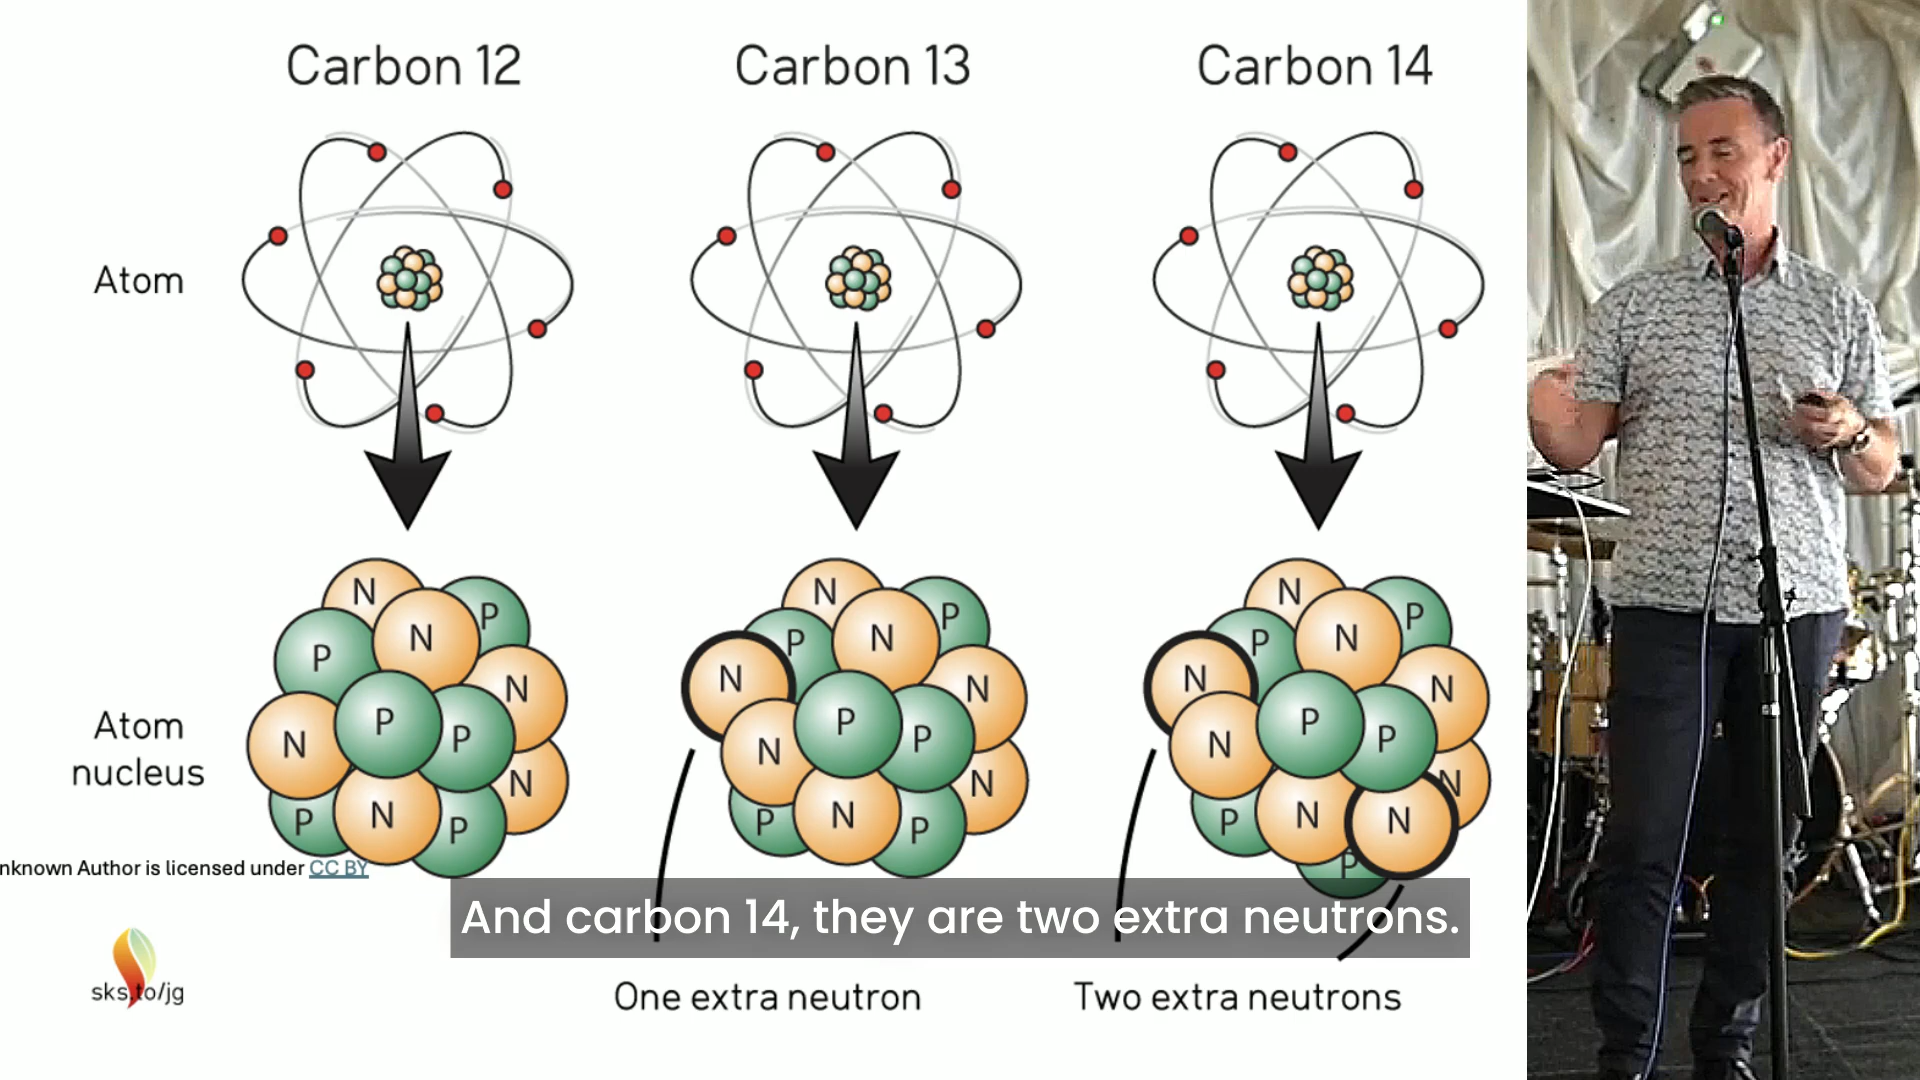 Carbon 12
Carbon 13
Carbon 14
Atom
Atom
nucleus
N
P
N
P
N
P
N
P
N
P
N
P
N
P
P
N
N
N
P
P
N
N
P
N
P
N
P
P
N
N
N
P
P
N
N
P
N
N
P
P
nknown Author is licensed under CC BY
And carbon 14, they are two extra neutrons.
sks.to/jg
One extra neutron
Two extra neutrons